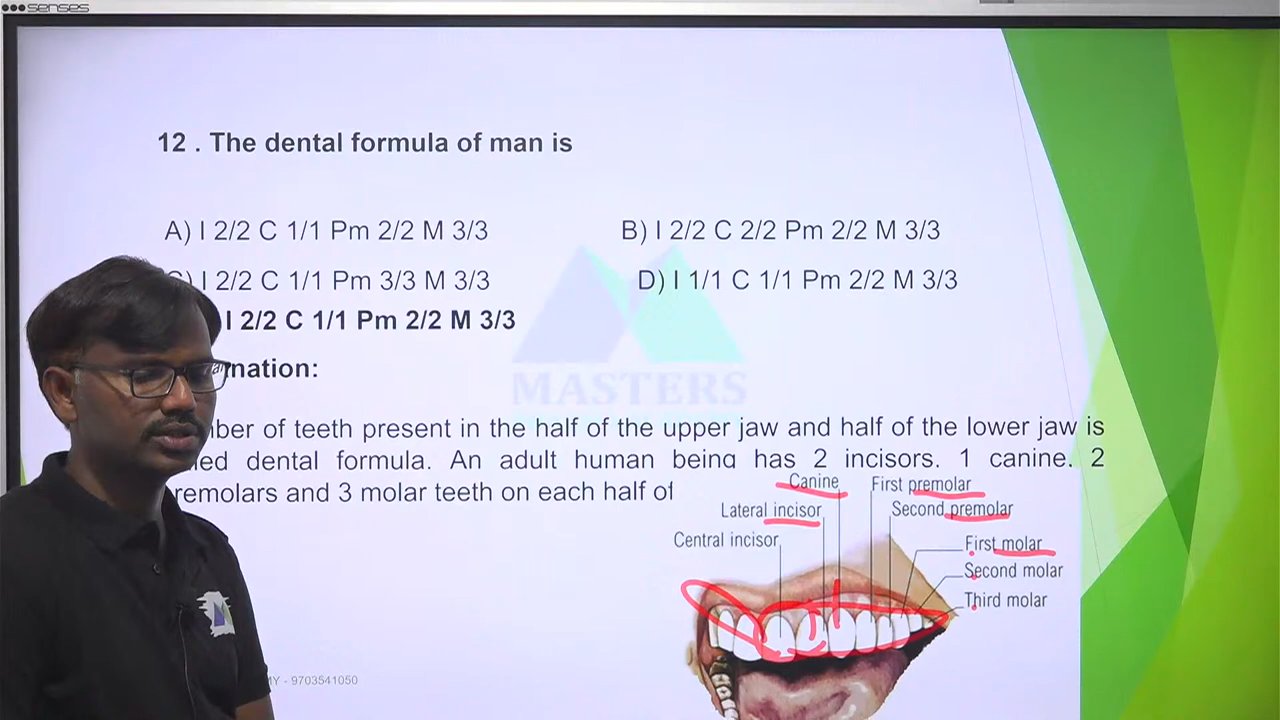 senses
12 . The dental formula of man is
A) I 2/2 C 1/1 Pm 2/2 M 3/3
B) I 2/2 C 2/2 Pm 2/2 M 3/3
) I 2/2 C 1/1 Pm 3/3 M 3/3
D) I 1/1 C 1/1 Pm 2/2 M 3/3
I 2/2 C 1/1 Pm 2/2 M 3/3
nation:
MASTERS
ber of teeth present in the half of the upper jaw and half of the lower jaw is
ed dental formula. An adult human being has 2 incisors. 1 canine. 2
remolars and 3 molar teeth on each half of
Canine
First premolar
Lateral incisor
Second premolar
Central incisor
First molar
Second molar
Third molar
MY - 9703541050